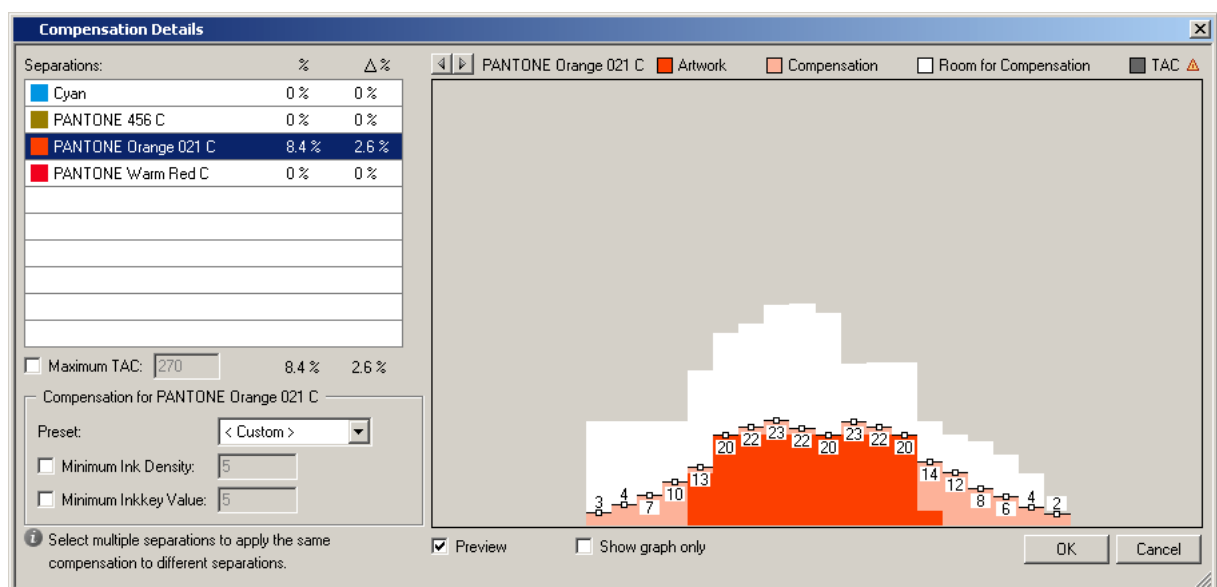 Compensation Details
Separations: % △%
Cyan 0 % 0 %
PANTONE 456 C 0 % 0 %
PANTONE Orange 021 C 8.4 % 2.6 %
PANTONE Warm Red C 0 % 0 %
Maximum TAC: 270 8.4 % 2.6 %
Compensation for PANTONE Orange 021 C
Preset: < Custom >
Minimum Ink Density: 5
Minimum Inkkey Value: 5
Select multiple separations to apply the same
compensation to different separations.
PANTONE Orange 021 C Artwork Compensation Room for Compensation TAC
3 4 7 10 13 20 22 23 22 20 23 22 20 14 12 8 6 4 2
Preview Show graph only OK Cancel